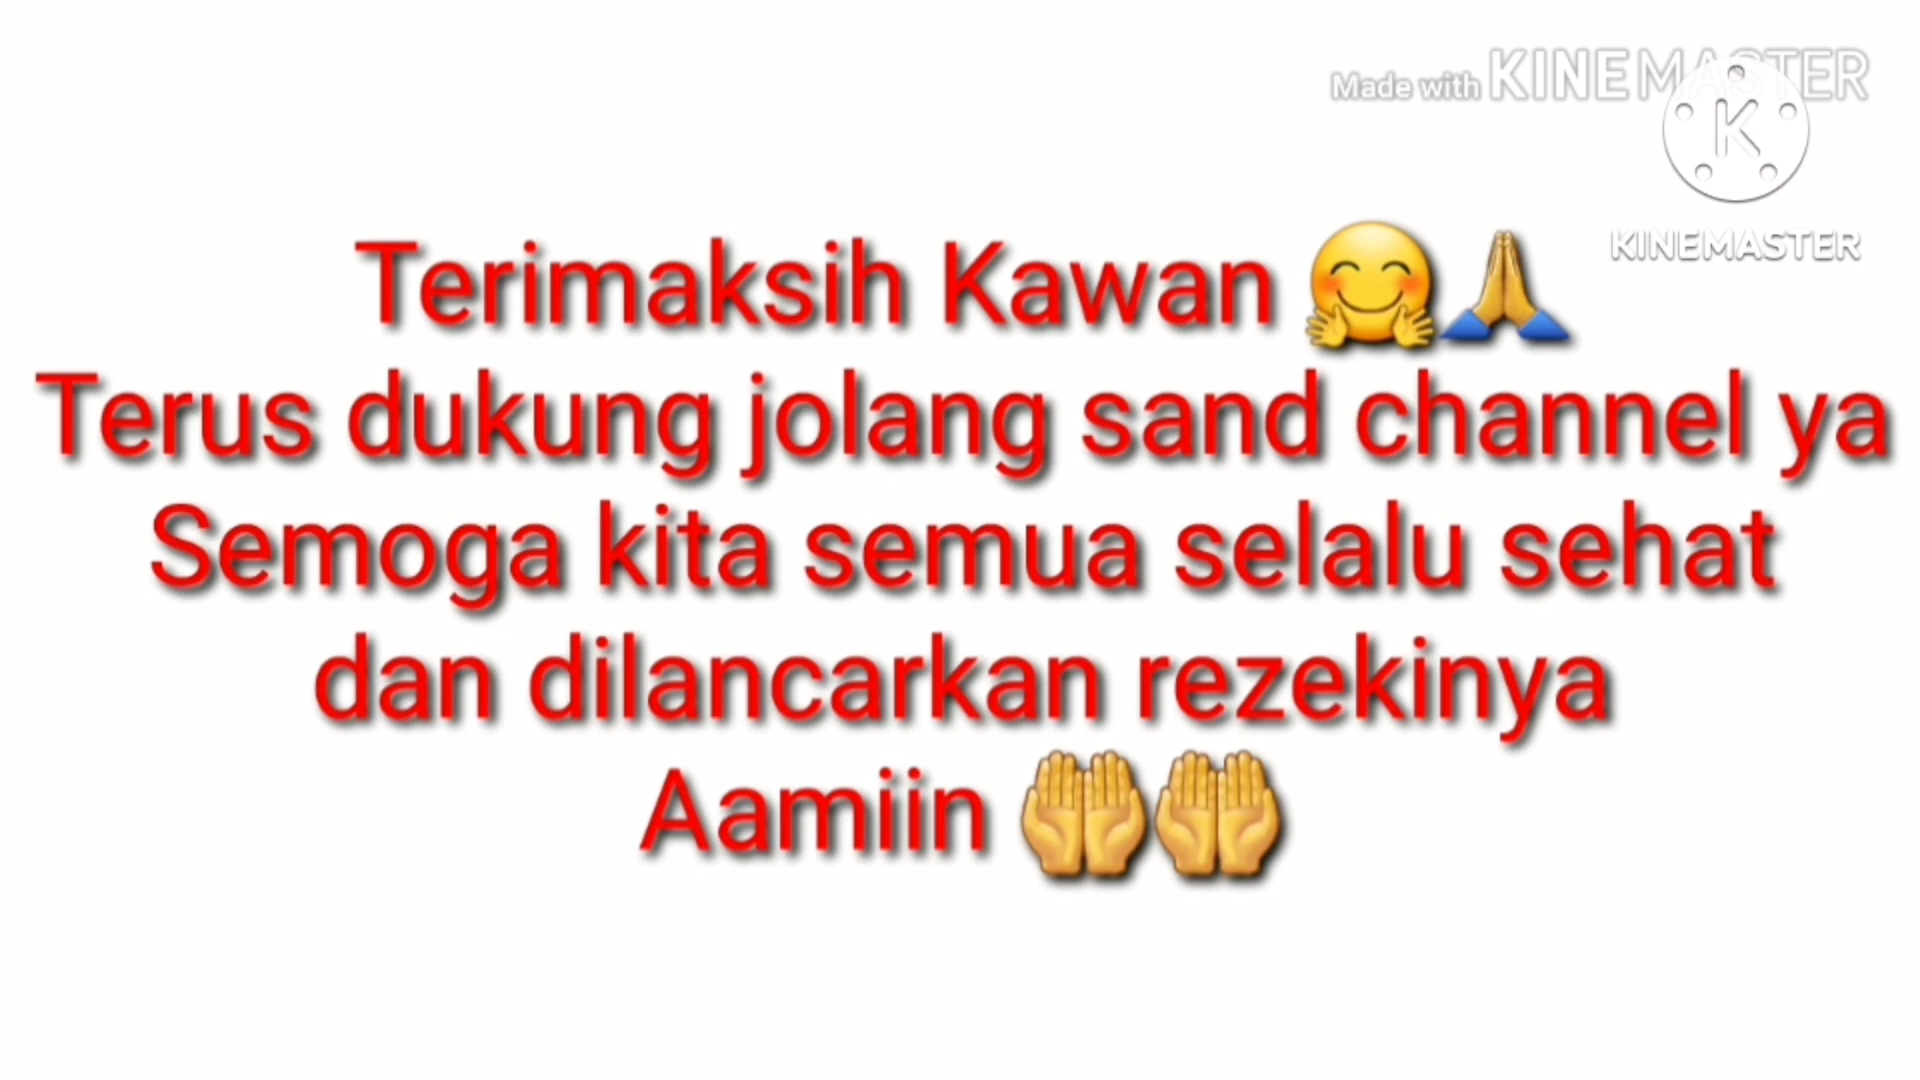 Made with KINEMASTER
K
KINEMASTER
Terimaksih Kawan 🤗🙏
Terus dukung jolang sand channel ya
Semoga kita semua selalu sehat
dan dilancarkan rezekinya
Aamiin 🤲🤲